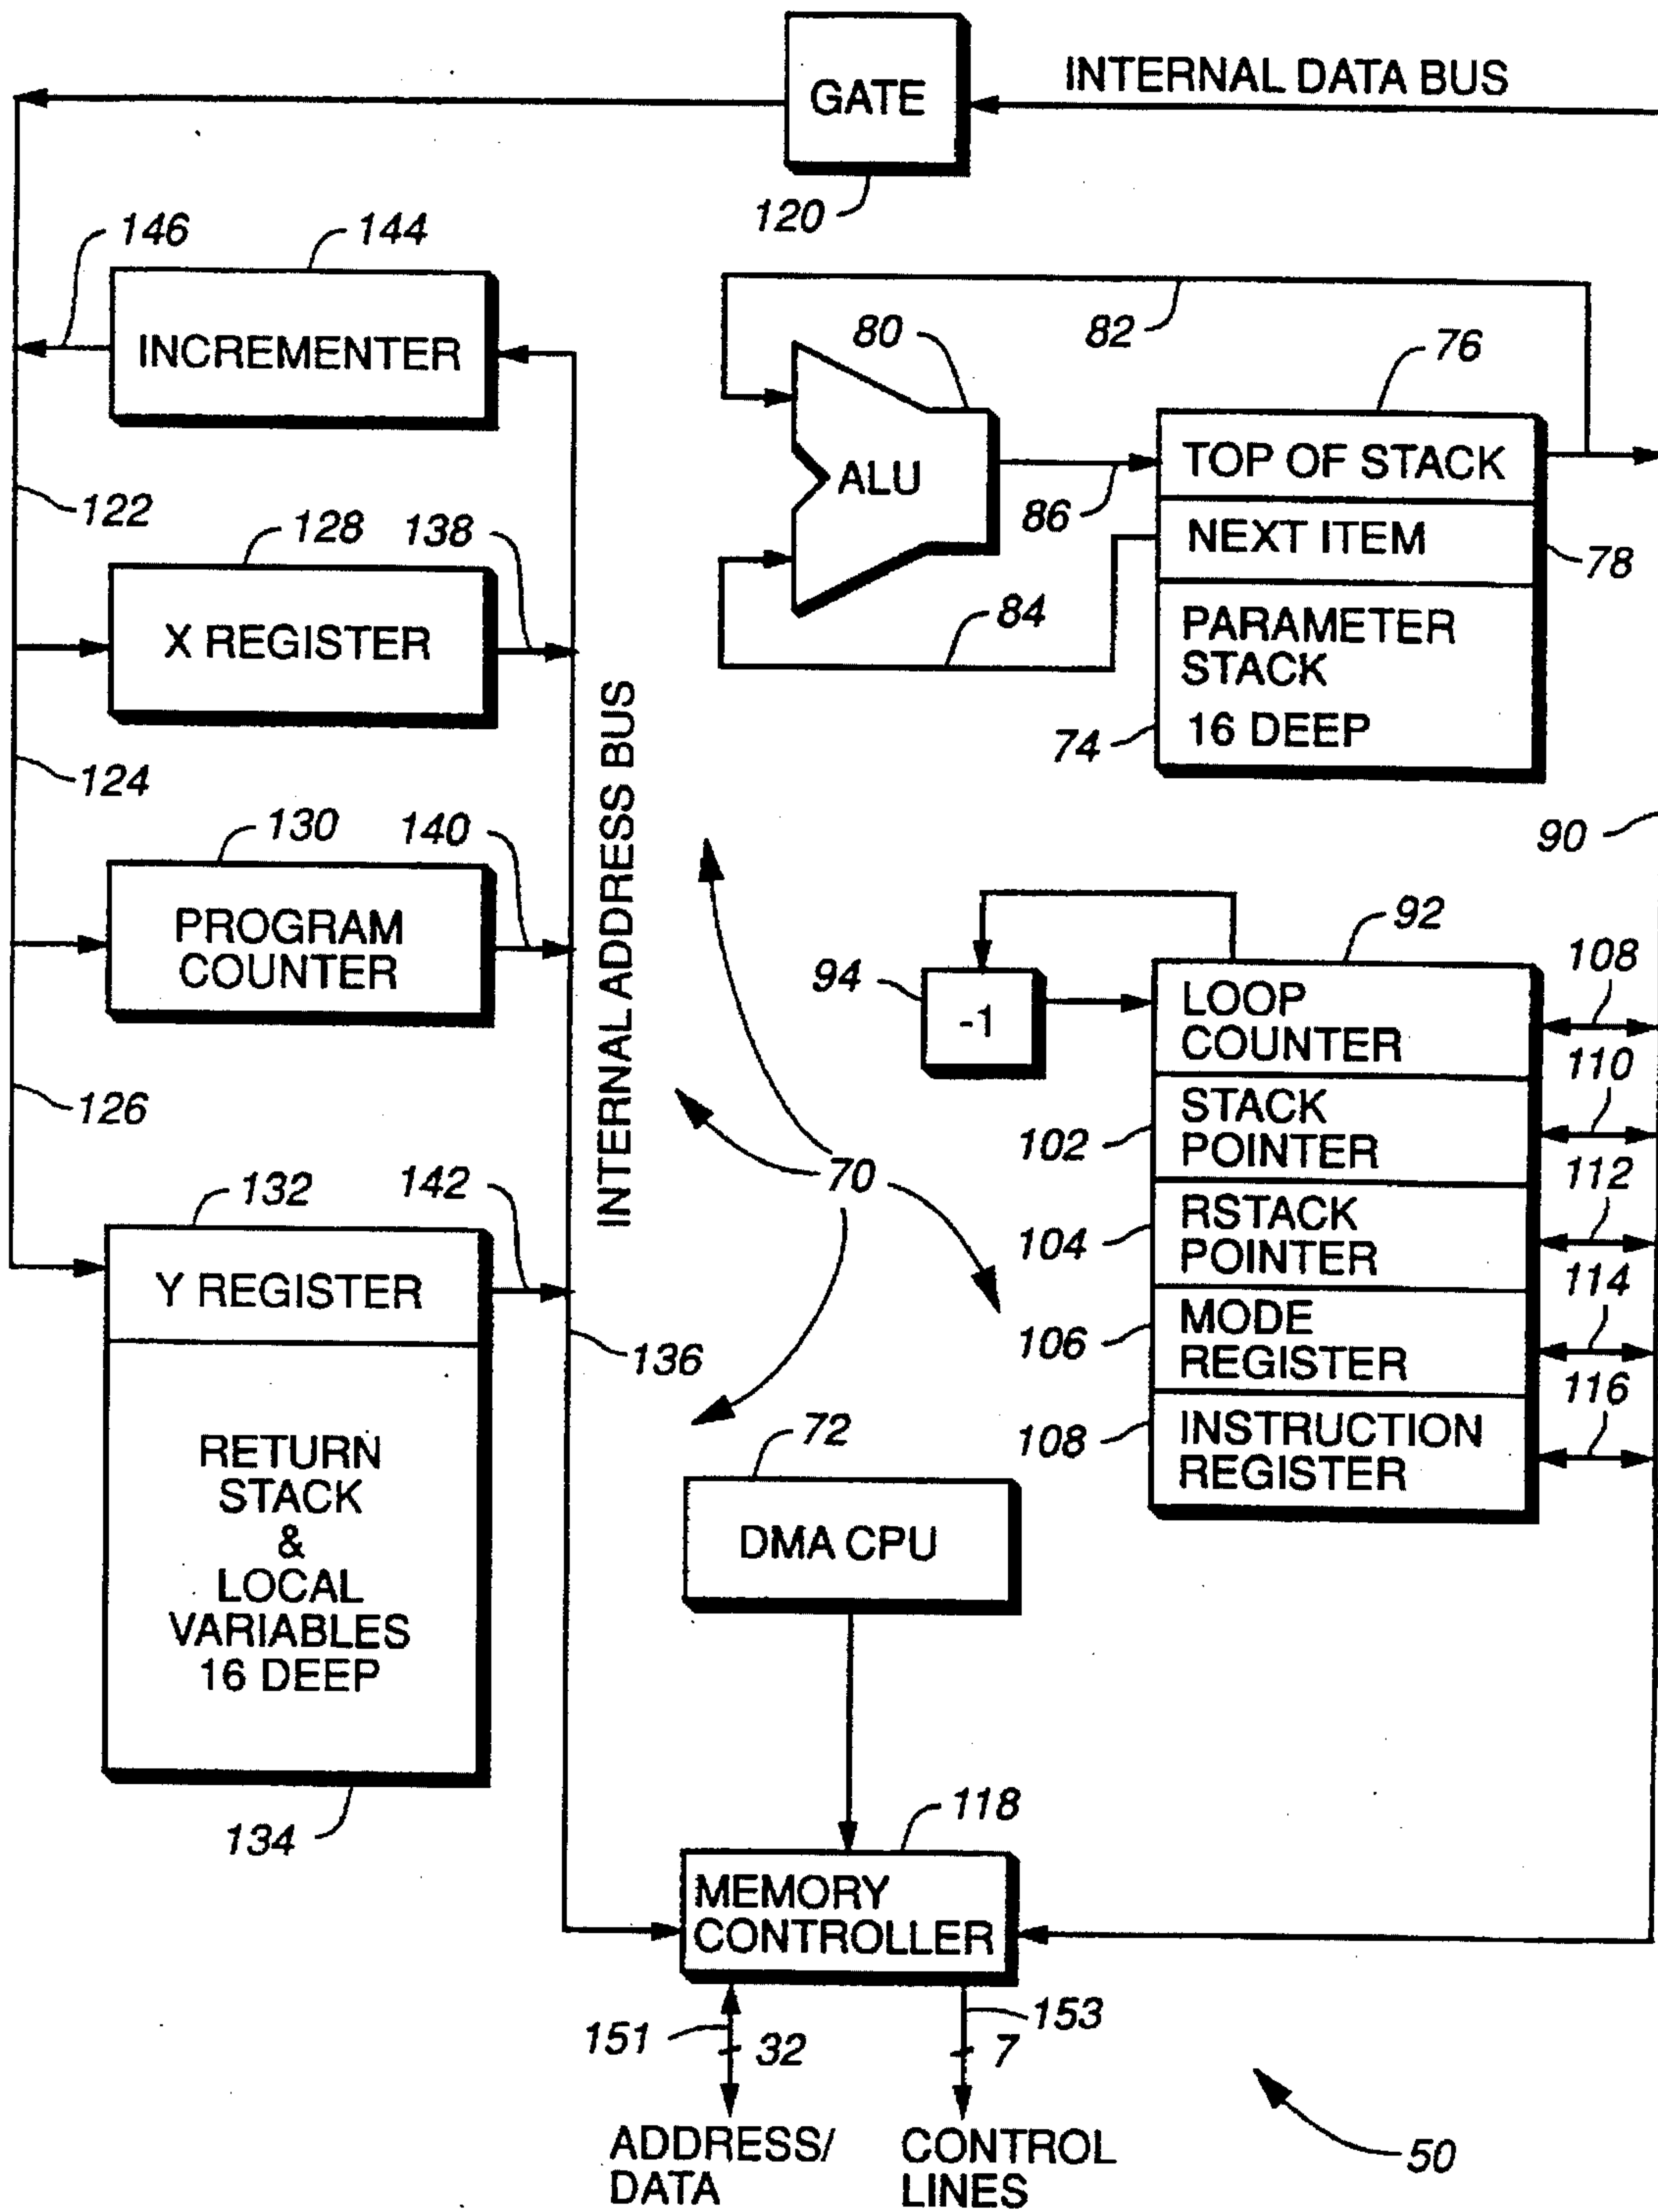 GATE
INTERNAL DATA BUS
120
146
144
INCREMENTER
82
80
76
ALU
TOP OF STACK
86
NEXT ITEM
78
84
PARAMETER
STACK
16 DEEP
74
122
128
138
X REGISTER
INTERNAL ADDRESS BUS
124
130
140
PROGRAM
COUNTER
90
92
94
-1
LOOP
COUNTER
108
110
102
STACK
POINTER
112
104
RSTACK
POINTER
114
106
MODE
REGISTER
116
108
INSTRUCTION
REGISTER
70
126
132
142
Y REGISTER
136
RETURN
STACK
&
LOCAL
VARIABLES
16 DEEP
134
72
DMA CPU
118
MEMORY
CONTROLLER
151
32
153
7
ADDRESS/
DATA
CONTROL
LINES
50